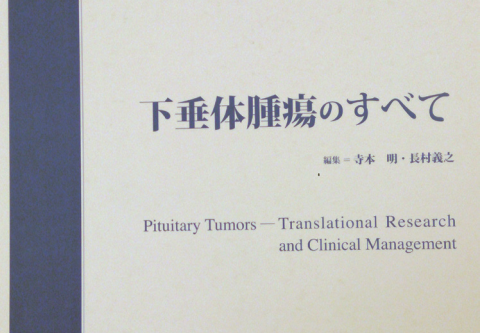 下垂体腫瘍のすべて
編集＝寺本　明・長村義之
Pituitary Tumors—Translational Research
and Clinical Management